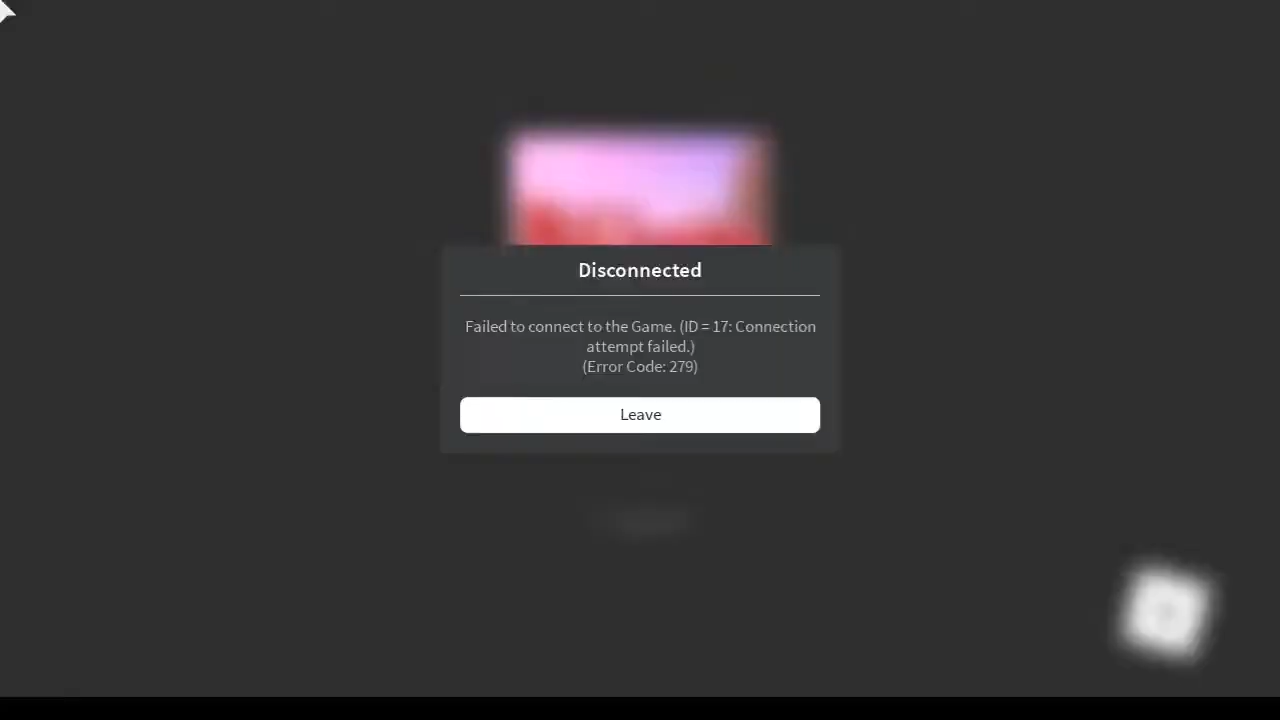 Disconnected
Failed to connect to the Game. (ID = 17: Connection
attempt failed.)
(Error Code: 279)
Leave